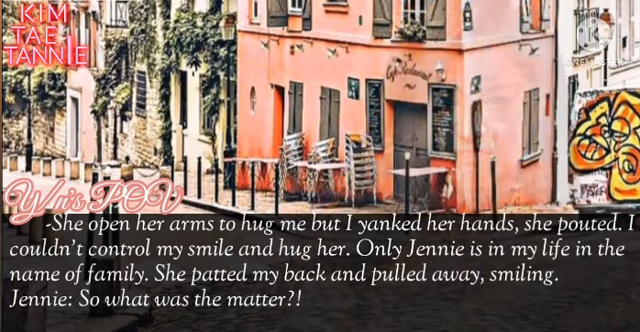 KIM
TAE
TANNIE
Y/n's POV
-She open her arms to hug me but I yanked her hands, she pouted. I
couldn't control my smile and hug her. Only Jennie is in my life in the
name of family. She patted my back and pulled away, smiling.
Jennie: So what was the matter?!